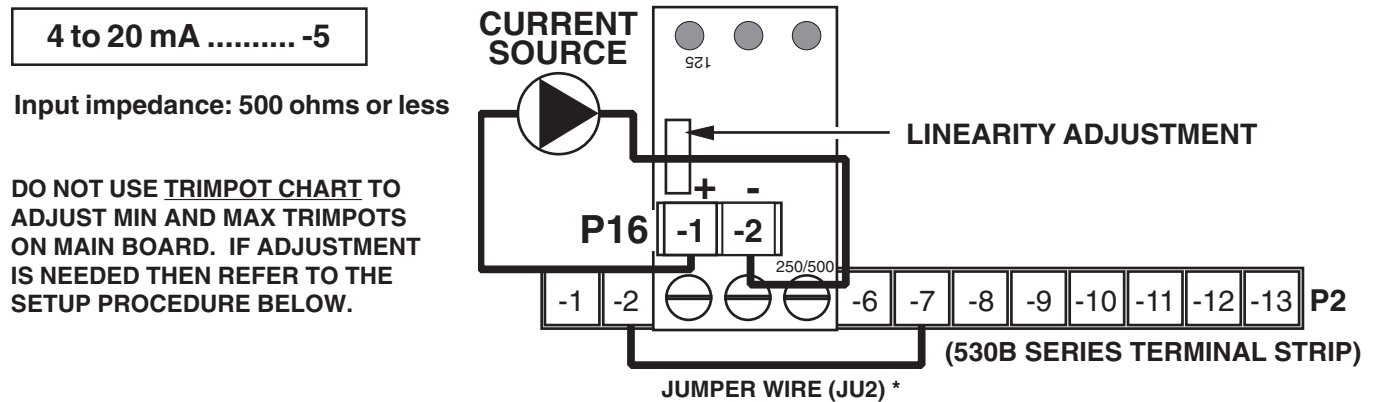 4 to 20 mA .......... -5
Input impedance: 500 ohms or less
DO NOT USE TRIMPOT CHART TO
ADJUST MIN AND MAX TRIMPOTS
ON MAIN BOARD. IF ADJUSTMENT
IS NEEDED THEN REFER TO THE
SETUP PROCEDURE BELOW.
CURRENT
SOURCE
125
LINEARITY ADJUSTMENT
+ -
P16 -1 -2
250/500
-1 -2 -6 -7 -8 -9 -10 -11 -12 -13 P2
(530B SERIES TERMINAL STRIP)
JUMPER WIRE (JU2) *